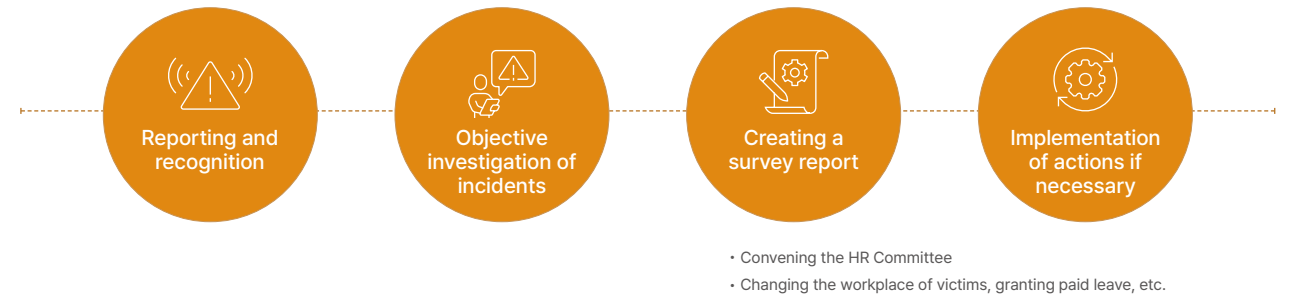 Reporting and
recognition
Objective
investigation of
incidents
Creating a
survey report
Implementation
of actions if
necessary
• Convening the HR Committee
• Changing the workplace of victims, granting paid leave, etc.